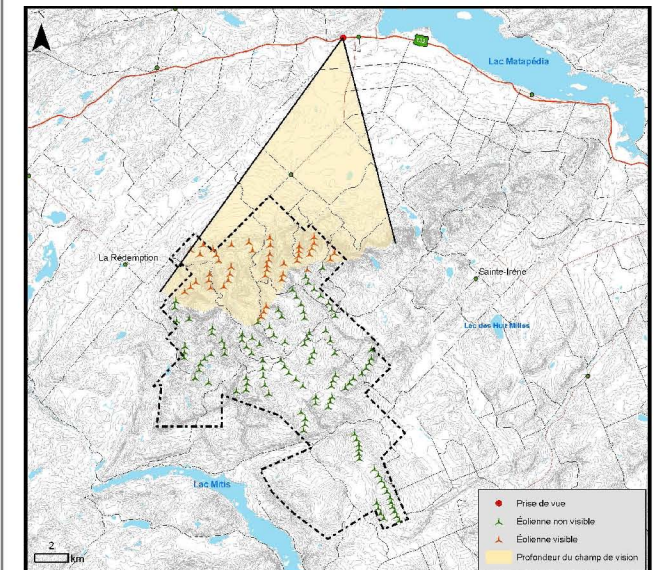 132
Lac Matapédia
La Rédemption
Sainte-Irène
Lac des Huit Milles
Lac Mitis
Prise de vue
Éolienne non visible
Éolienne visible
Profondeur du champ de vision
2
km